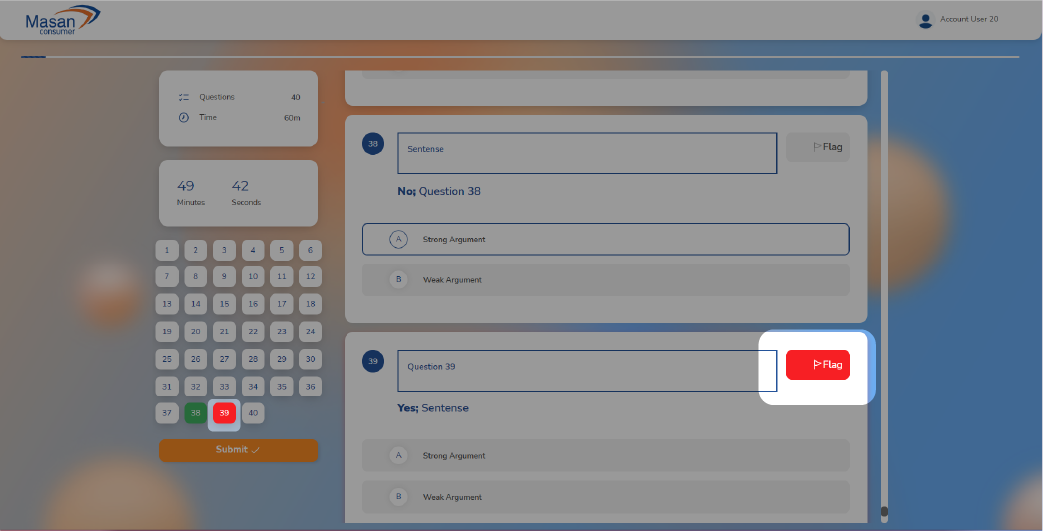 Masan
consumer
Account User 20
Questions 40
Time 60m
49 42
Minutes Seconds
1 2 3 4 5 6
7 8 9 10 11 12
13 14 15 16 17 18
19 20 21 22 23 24
25 26 27 28 29 30
31 32 33 34 35 36
37 38 39 40
Submit
38 Sentense Flag
No; Question 38
A Strong Argument
B Weak Argument
39 Question 39 Flag
Yes; Sentense
A Strong Argument
B Weak Argument